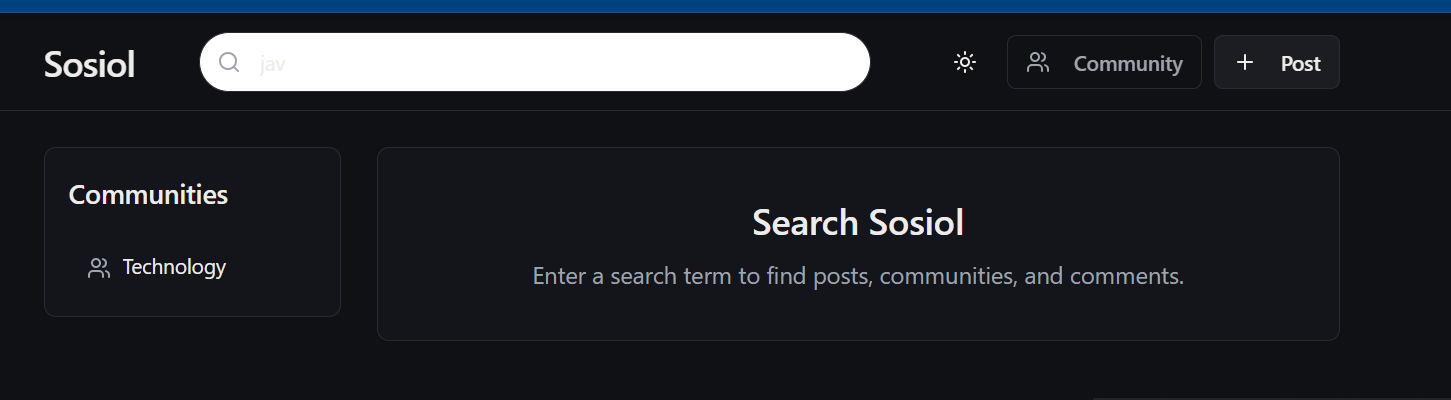 Sosiol
jav
Community
Post
Communities
Technology
Search Sosiol
Enter a search term to find posts, communities, and comments.